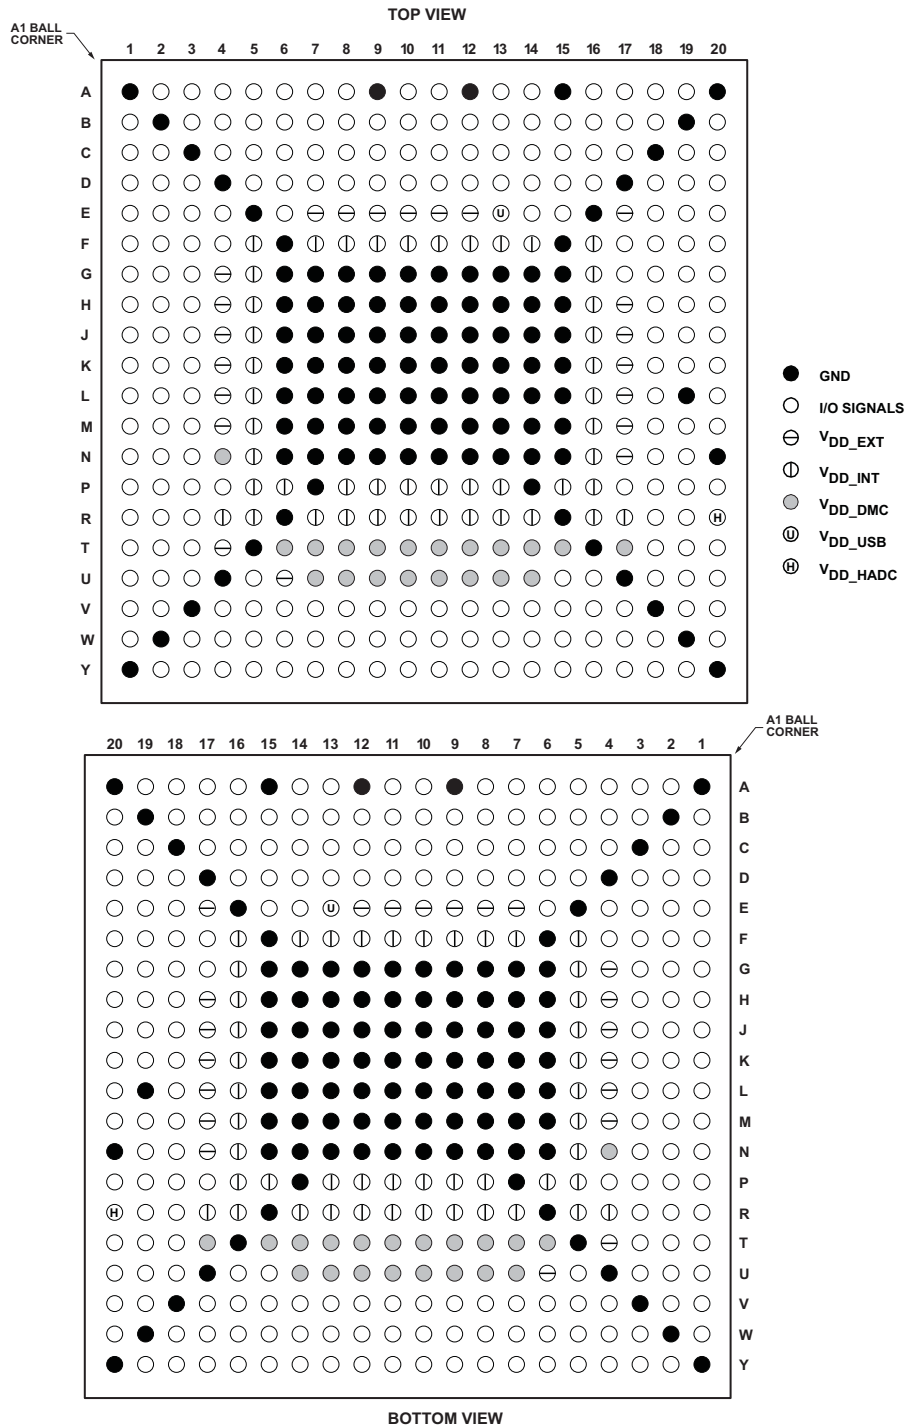 TOP VIEW
A1 BALL
CORNER
1 2 3 4 5 6 7 8 9 10 11 12 13 14 15 16 17 18 19 20
A
B
C
D
E U
F
G
H
J
K
L
M
N
P
R H
T
U
V
W
Y
GND
I/O SIGNALS
VDD_EXT
VDD_INT
VDD_DMC
U VDD_USB
H VDD_HADC
A1 BALL
CORNER
20 19 18 17 16 15 14 13 12 11 10 9 8 7 6 5 4 3 2 1
A
B
C
D
U E
F
G
H
J
K
L
M
N
P
H R
T
U
V
W
Y
BOTTOM VIEW